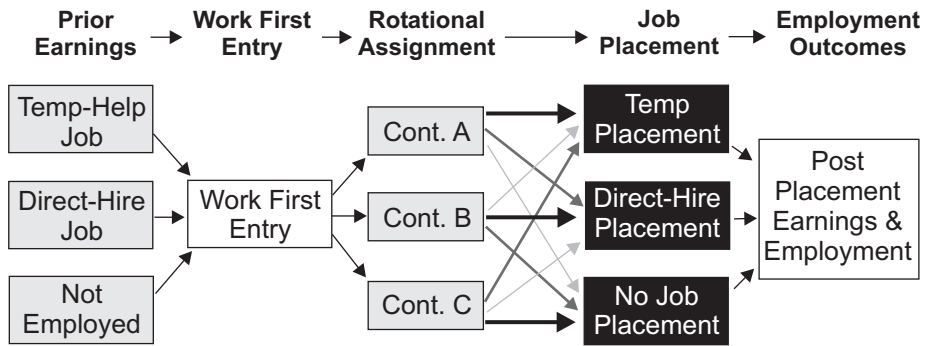 Prior
Earnings
Work First
Entry
Rotational
Assignment
Job
Placement
Employment
Outcomes
Temp-Help
Job
Direct-Hire
Job
Not
Employed
Work First
Entry
Cont. A
Cont. B
Cont. C
Temp
Placement
Direct-Hire
Placement
No Job
Placement
Post
Placement
Earnings &
Employment